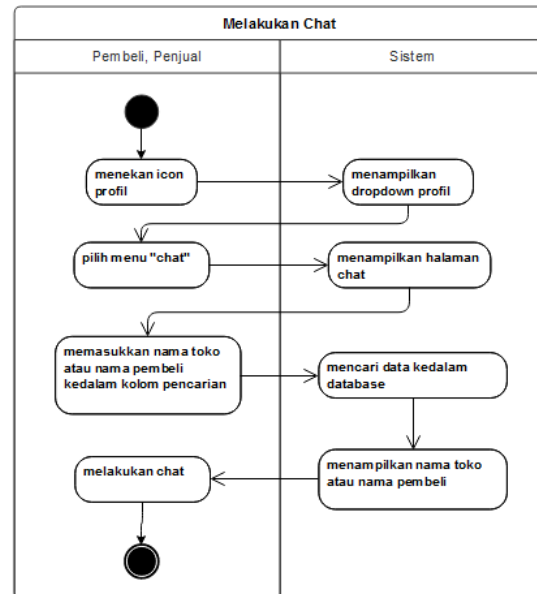 Melakukan Chat
Pembeli, Penjual
Sistem
menekan icon
profil
menampilkan
dropdown profil
pilih menu "chat"
menampilkan halaman
chat
memasukkan nama toko
atau nama pembeli
kedalam kolom pencarian
mencari data kedalam
database
menampilkan nama toko
atau nama pembeli
melakukan chat